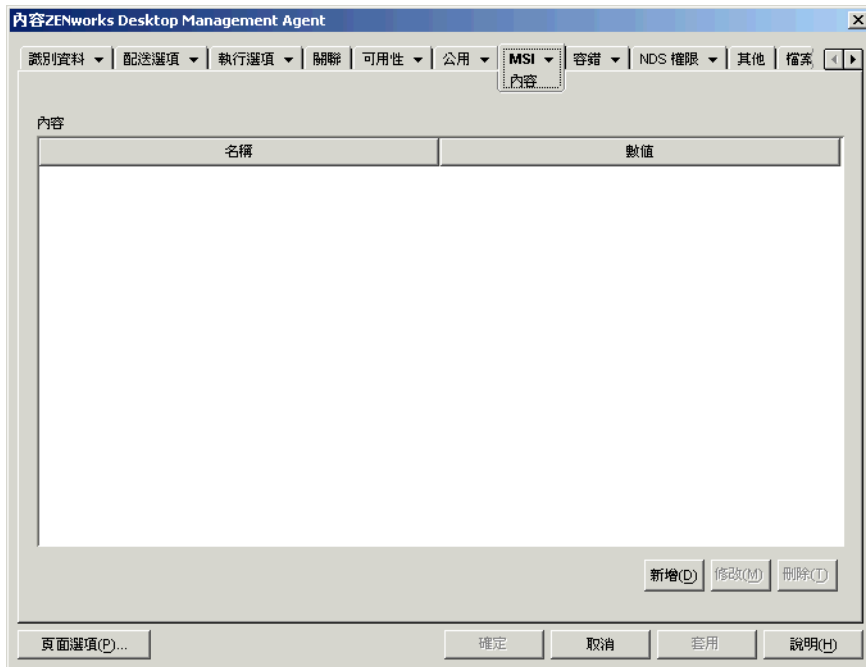 內容ZENworks Desktop Management Agent
識別資料 配送選項 執行選項 關聯 可用性 公用 MSI 容錯 NDS 權限 其他 檔案
內容
內容
名稱 數值
新增(D) 修改(M) 刪除(T)
頁面選項(P)... 確定 取消 套用 說明(H)